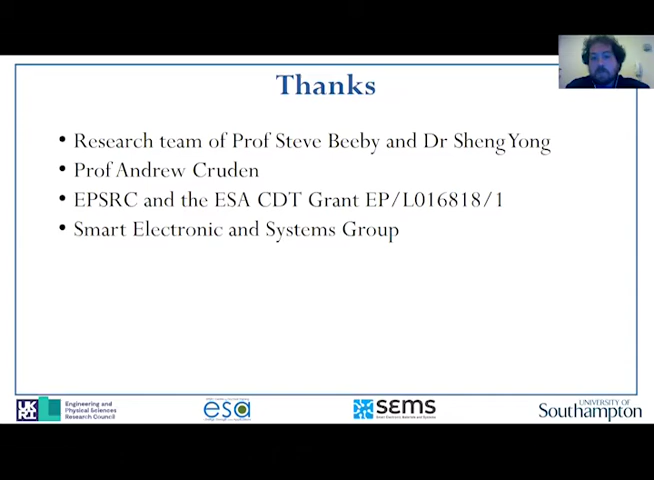 Thanks
• Research team of Prof Steve Beeby and Dr Sheng Yong
• Prof Andrew Cruden
• EPSRC and the ESA CDT Grant EP/L016818/1
• Smart Electronic and Systems Group
UKRI
Engineering and
Physical Sciences
Research Council
esa
sems
UNIVERSITY OF
Southampton